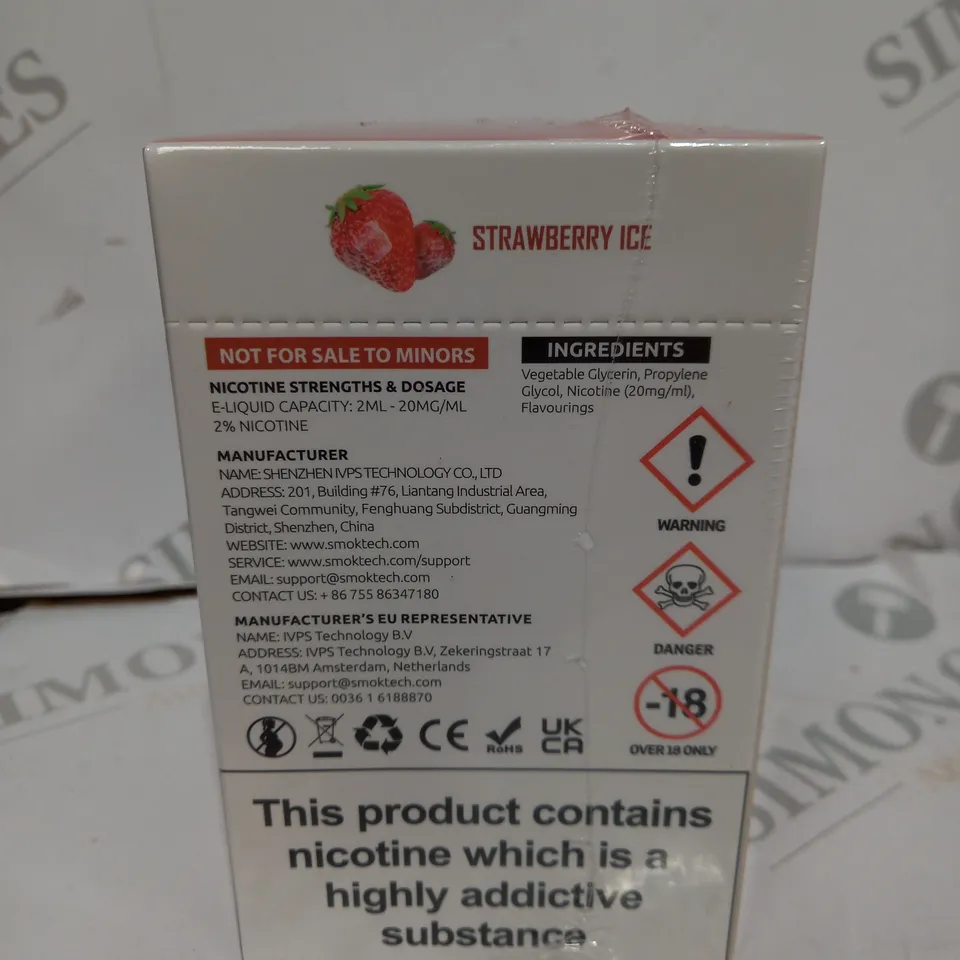 STRAWBERRY ICE
NOT FOR SALE TO MINORS
NICOTINE STRENGTHS & DOSAGE
E-LIQUID CAPACITY: 2ML - 20MG/ML
2% NICOTINE
INGREDIENTS
Vegetable Glycerin, Propylene
Glycol, Nicotine (20mg/ml),
Flavourings
MANUFACTURER
NAME: SHENZHEN IVPS TECHNOLOGY CO., LTD
ADDRESS: 201, Building #76, Liantang Industrial Area,
Tangwei Community, Fenghuang Subdistrict, Guangming
District, Shenzhen, China
WEBSITE: www.smoktech.com
SERVICE: www.smoktech.com/support
EMAIL: support@smoktech.com
CONTACT US: + 86 755 86347180
MANUFACTURER'S EU REPRESENTATIVE
NAME: IVPS Technology B.V
ADDRESS: IVPS Technology B.V, Zekeringstraat 17
A, 1014BM Amsterdam, Netherlands
EMAIL: support@smoktech.com
CONTACT US: 0036 1 6188870
WARNING
DANGER
-18
OVER 18 ONLY
CE
RoHS
UK
CA
This product contains
nicotine which is a
highly addictive
substance